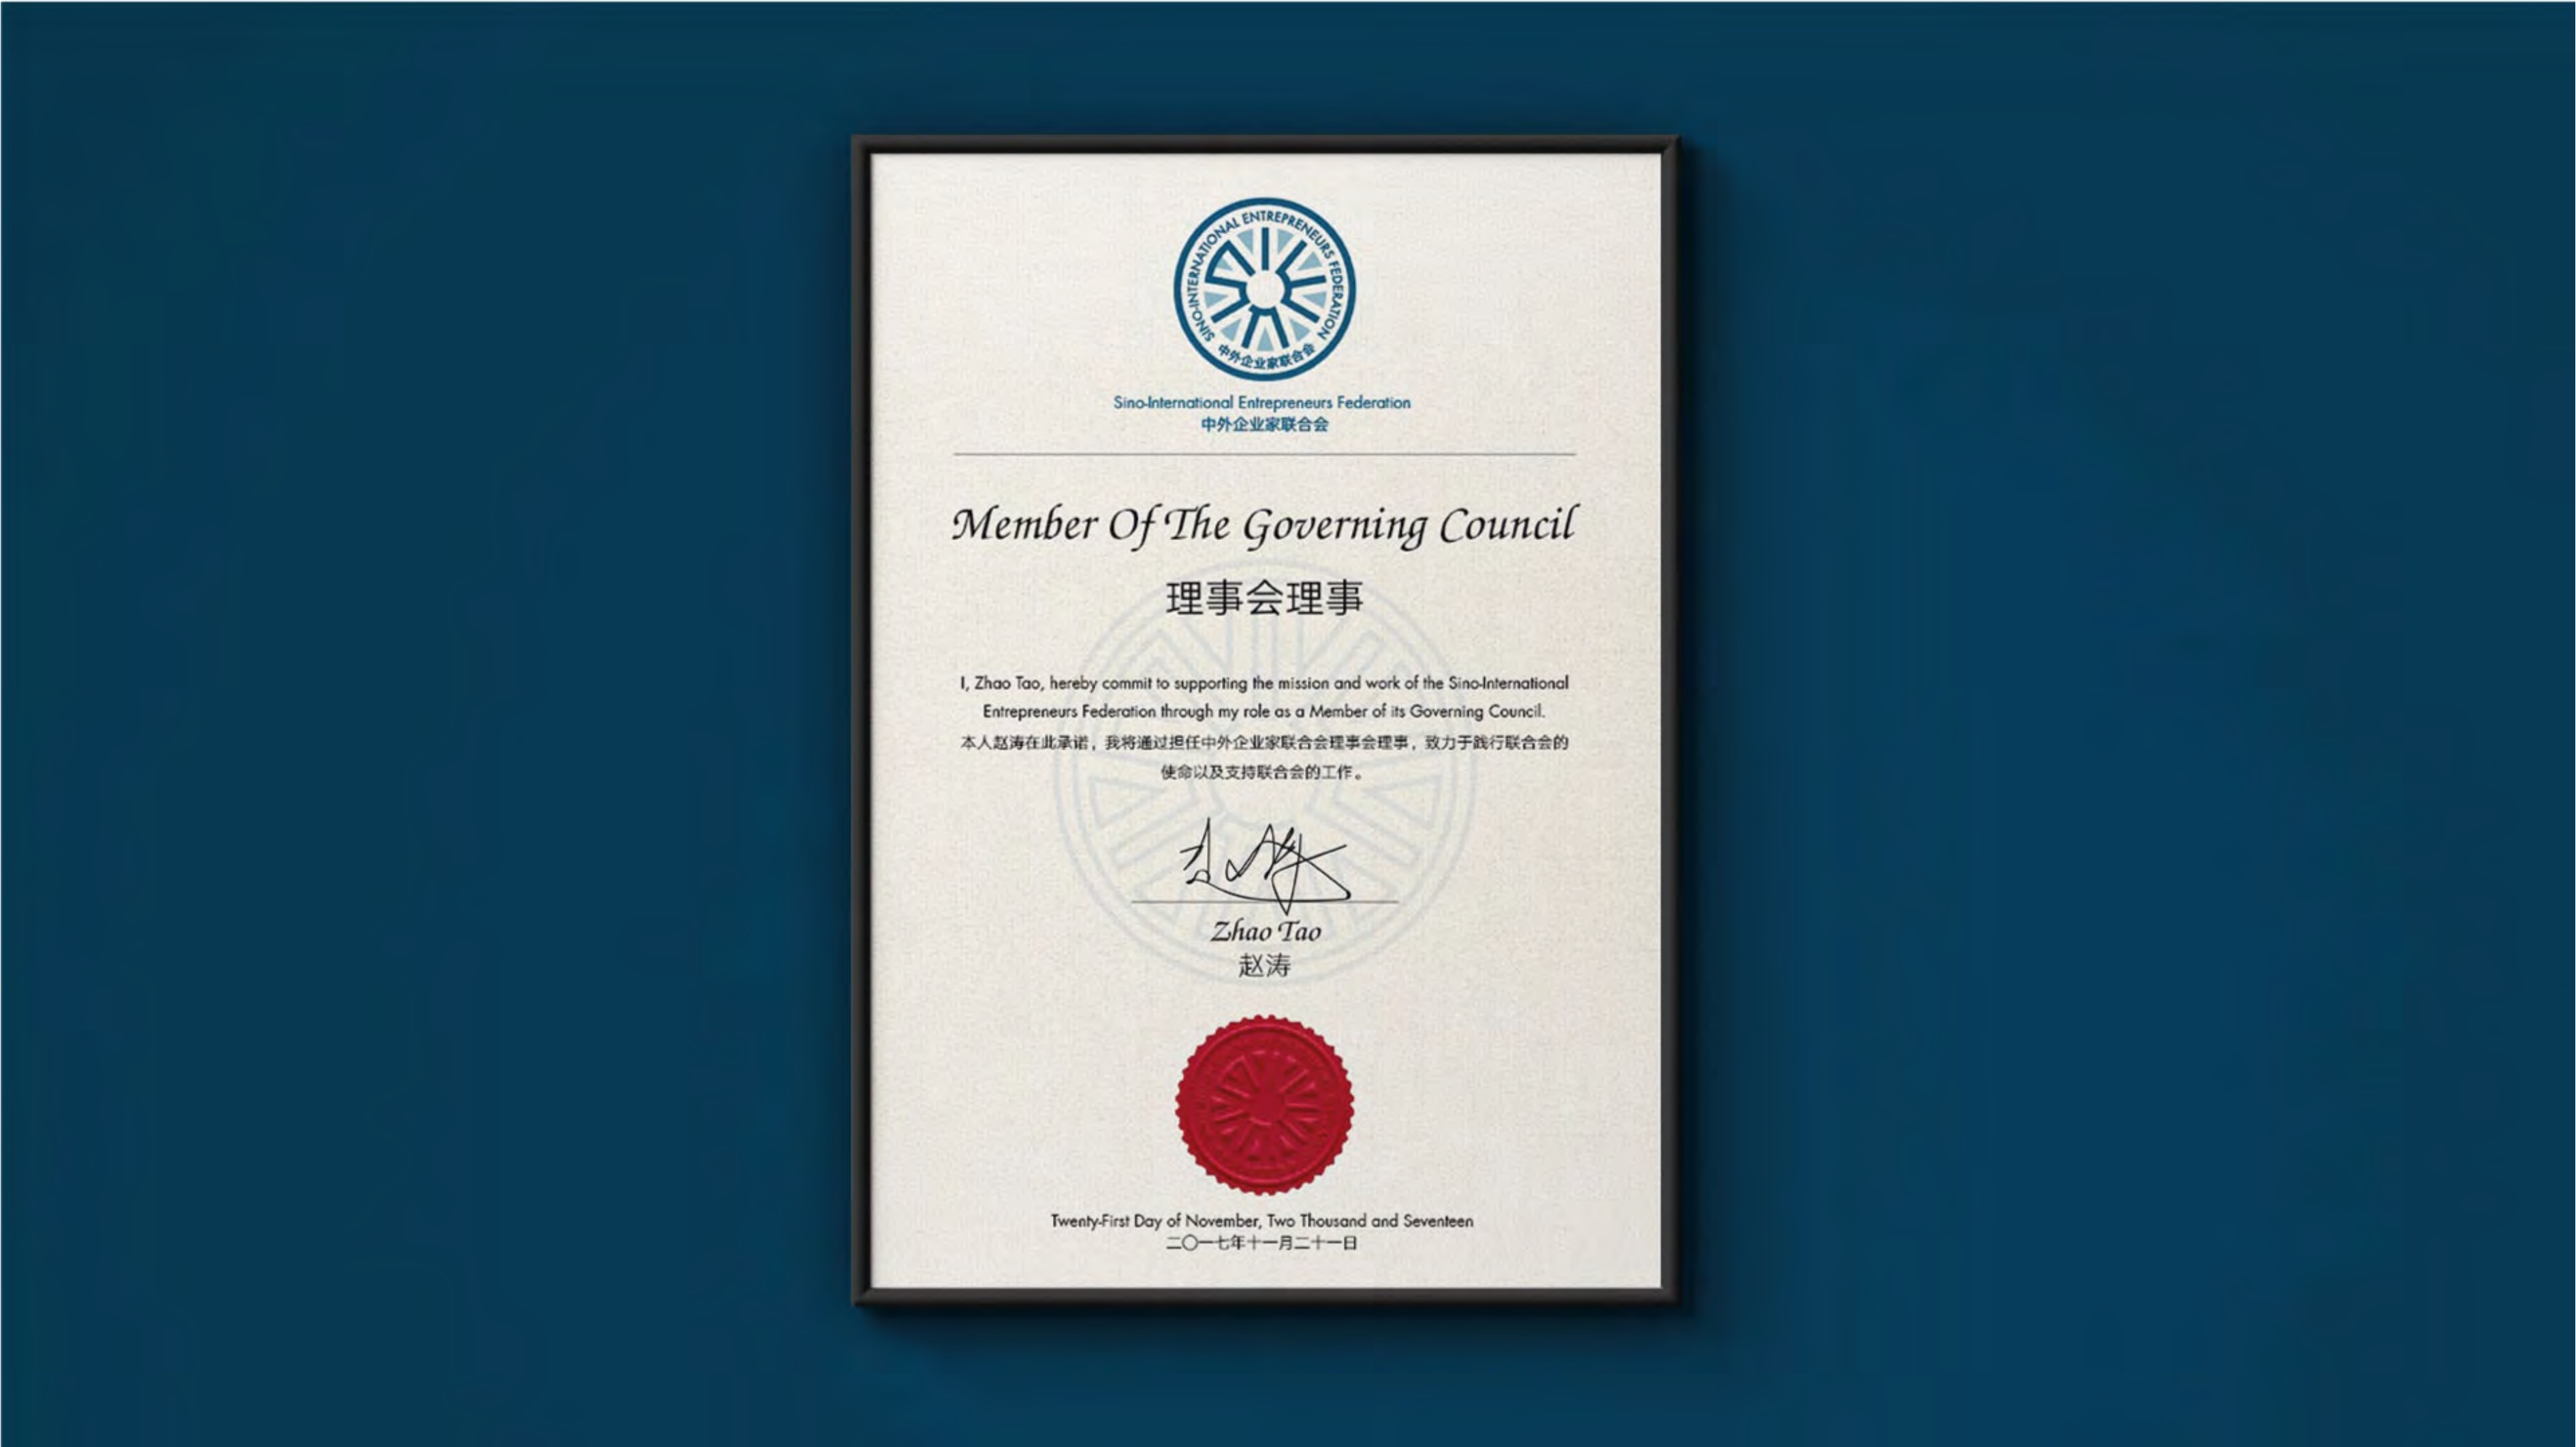 SINO-INTERNATIONAL ENTREPRENEURS FEDERATION
中外企业家联合会
Sino-International Entrepreneurs Federation
中外企业家联合会
Member Of The Governing Council
理事会理事
I, Zhao Tao, hereby commit to supporting the mission and work of the Sino-International
Entrepreneurs Federation through my role as a Member of its Governing Council.
本人赵涛在此承诺，我将通过担任中外企业家联合会理事会理事，致力于践行联合会的
使命以及支持联合会的工作。
Zhao Tao
赵涛
Twenty-First Day of November, Two Thousand and Seventeen
二〇一七年十一月二十一日